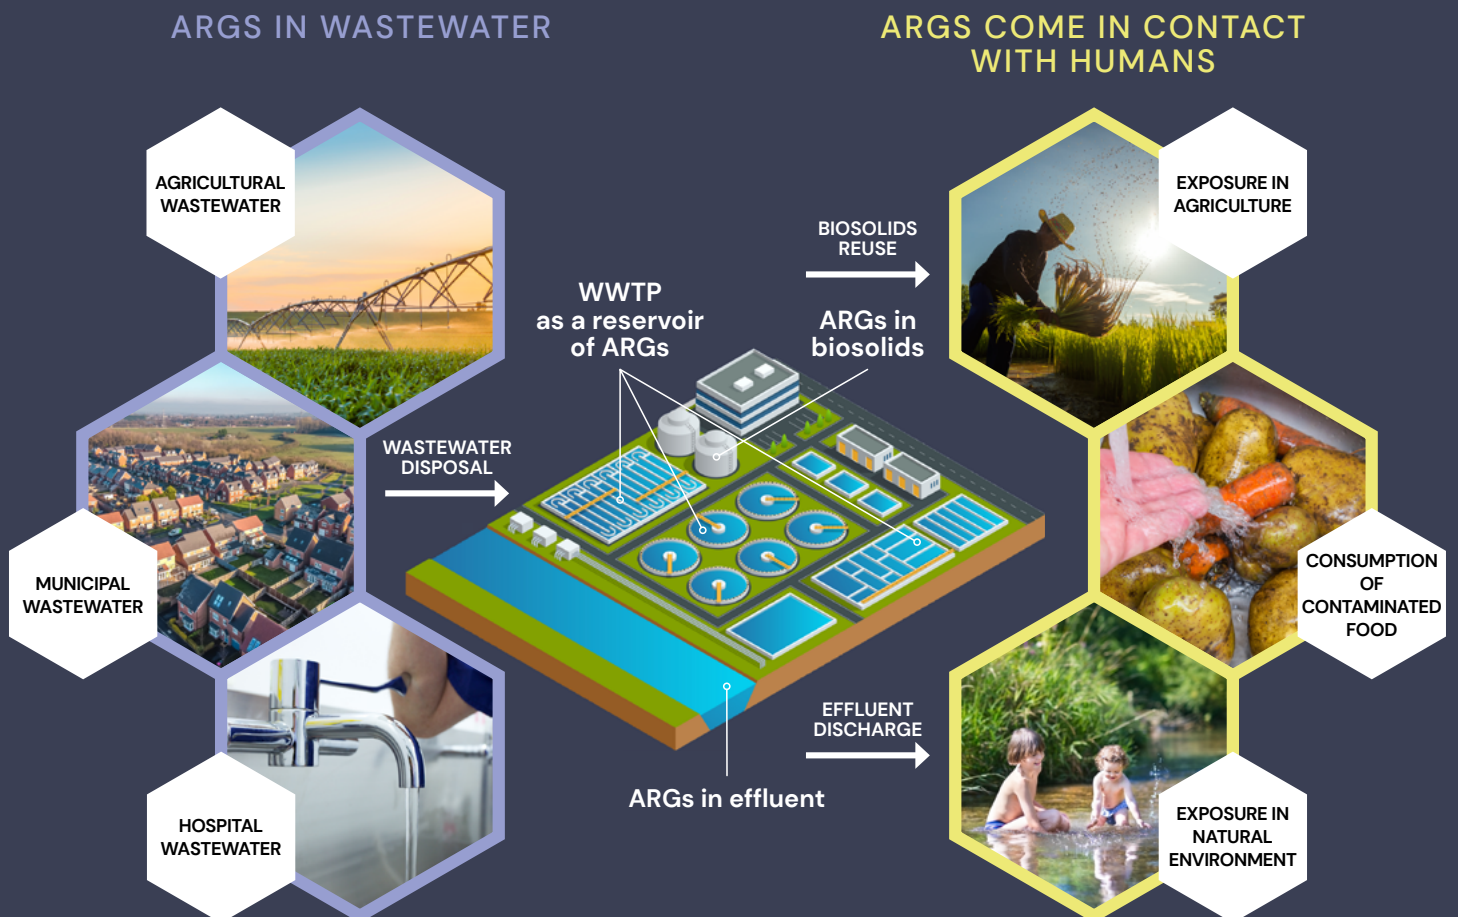 ARGS IN WASTEWATER
ARGS COME IN CONTACT
WITH HUMANS
AGRICULTURAL
WASTEWATER
MUNICIPAL
WASTEWATER
HOSPITAL
WASTEWATER
WASTEWATER
DISPOSAL
WWTP
as a reservoir
of ARGs
ARGs in
biosolids
ARGs in effluent
BIOSOLIDS
REUSE
EFFLUENT
DISCHARGE
EXPOSURE IN
AGRICULTURE
CONSUMPTION
OF
CONTAMINATED
FOOD
EXPOSURE IN
NATURAL
ENVIRONMENT